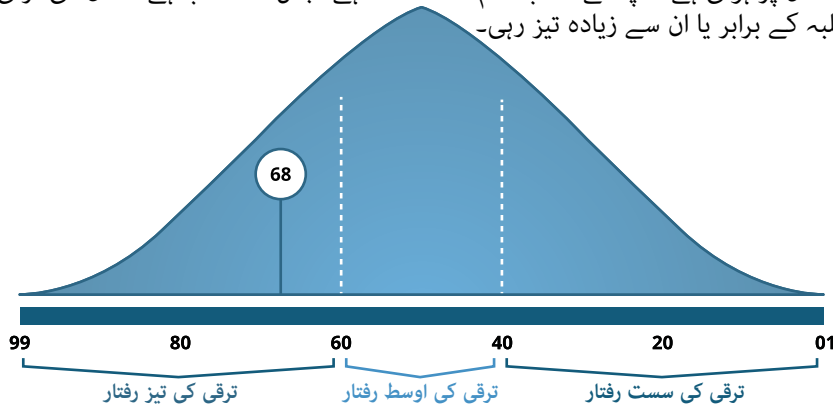 لبہ کے برابر یا ان سے زیادہ تیز رہی۔
68
99 80 60 40 20 01
ترقی کی تیز رفتار ترقی کی اوسط رفتار ترقی کی سست رفتار